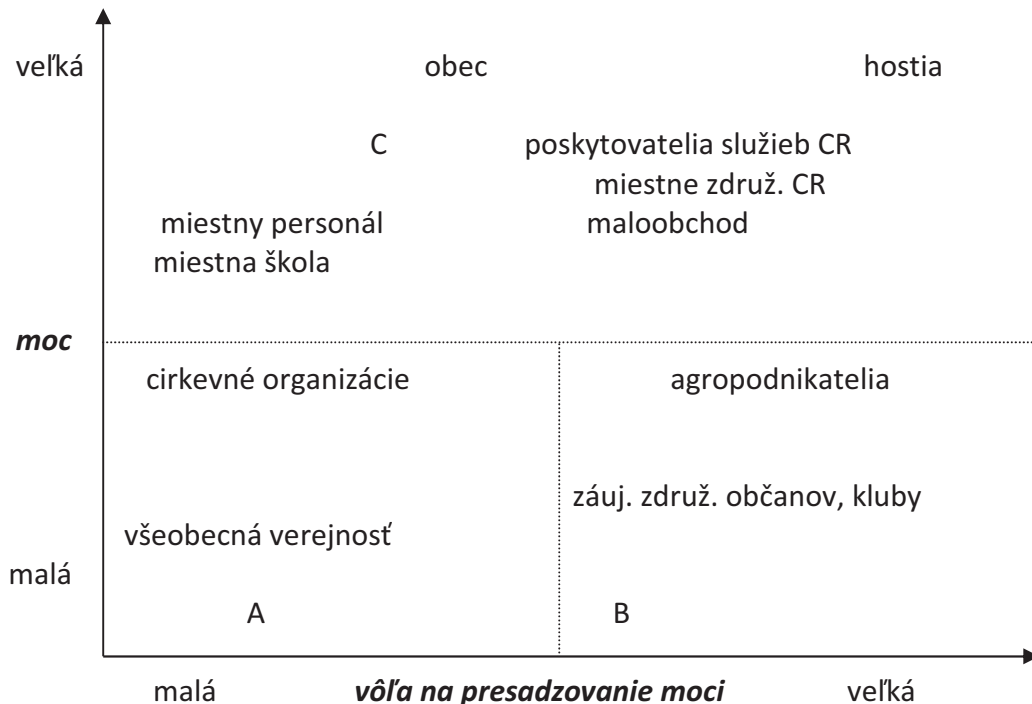 veľká
obec
hostia
C
poskytovatelia služieb CR
miestne združ. CR
miestny personál
maloobchod
miestna škola
moc
cirkevné organizácie
agropodnikatelia
záuj. združ. občanov, kluby
všeobecná verejnosť
malá
A
B
malá
vôľa na presadzovanie moci
veľká